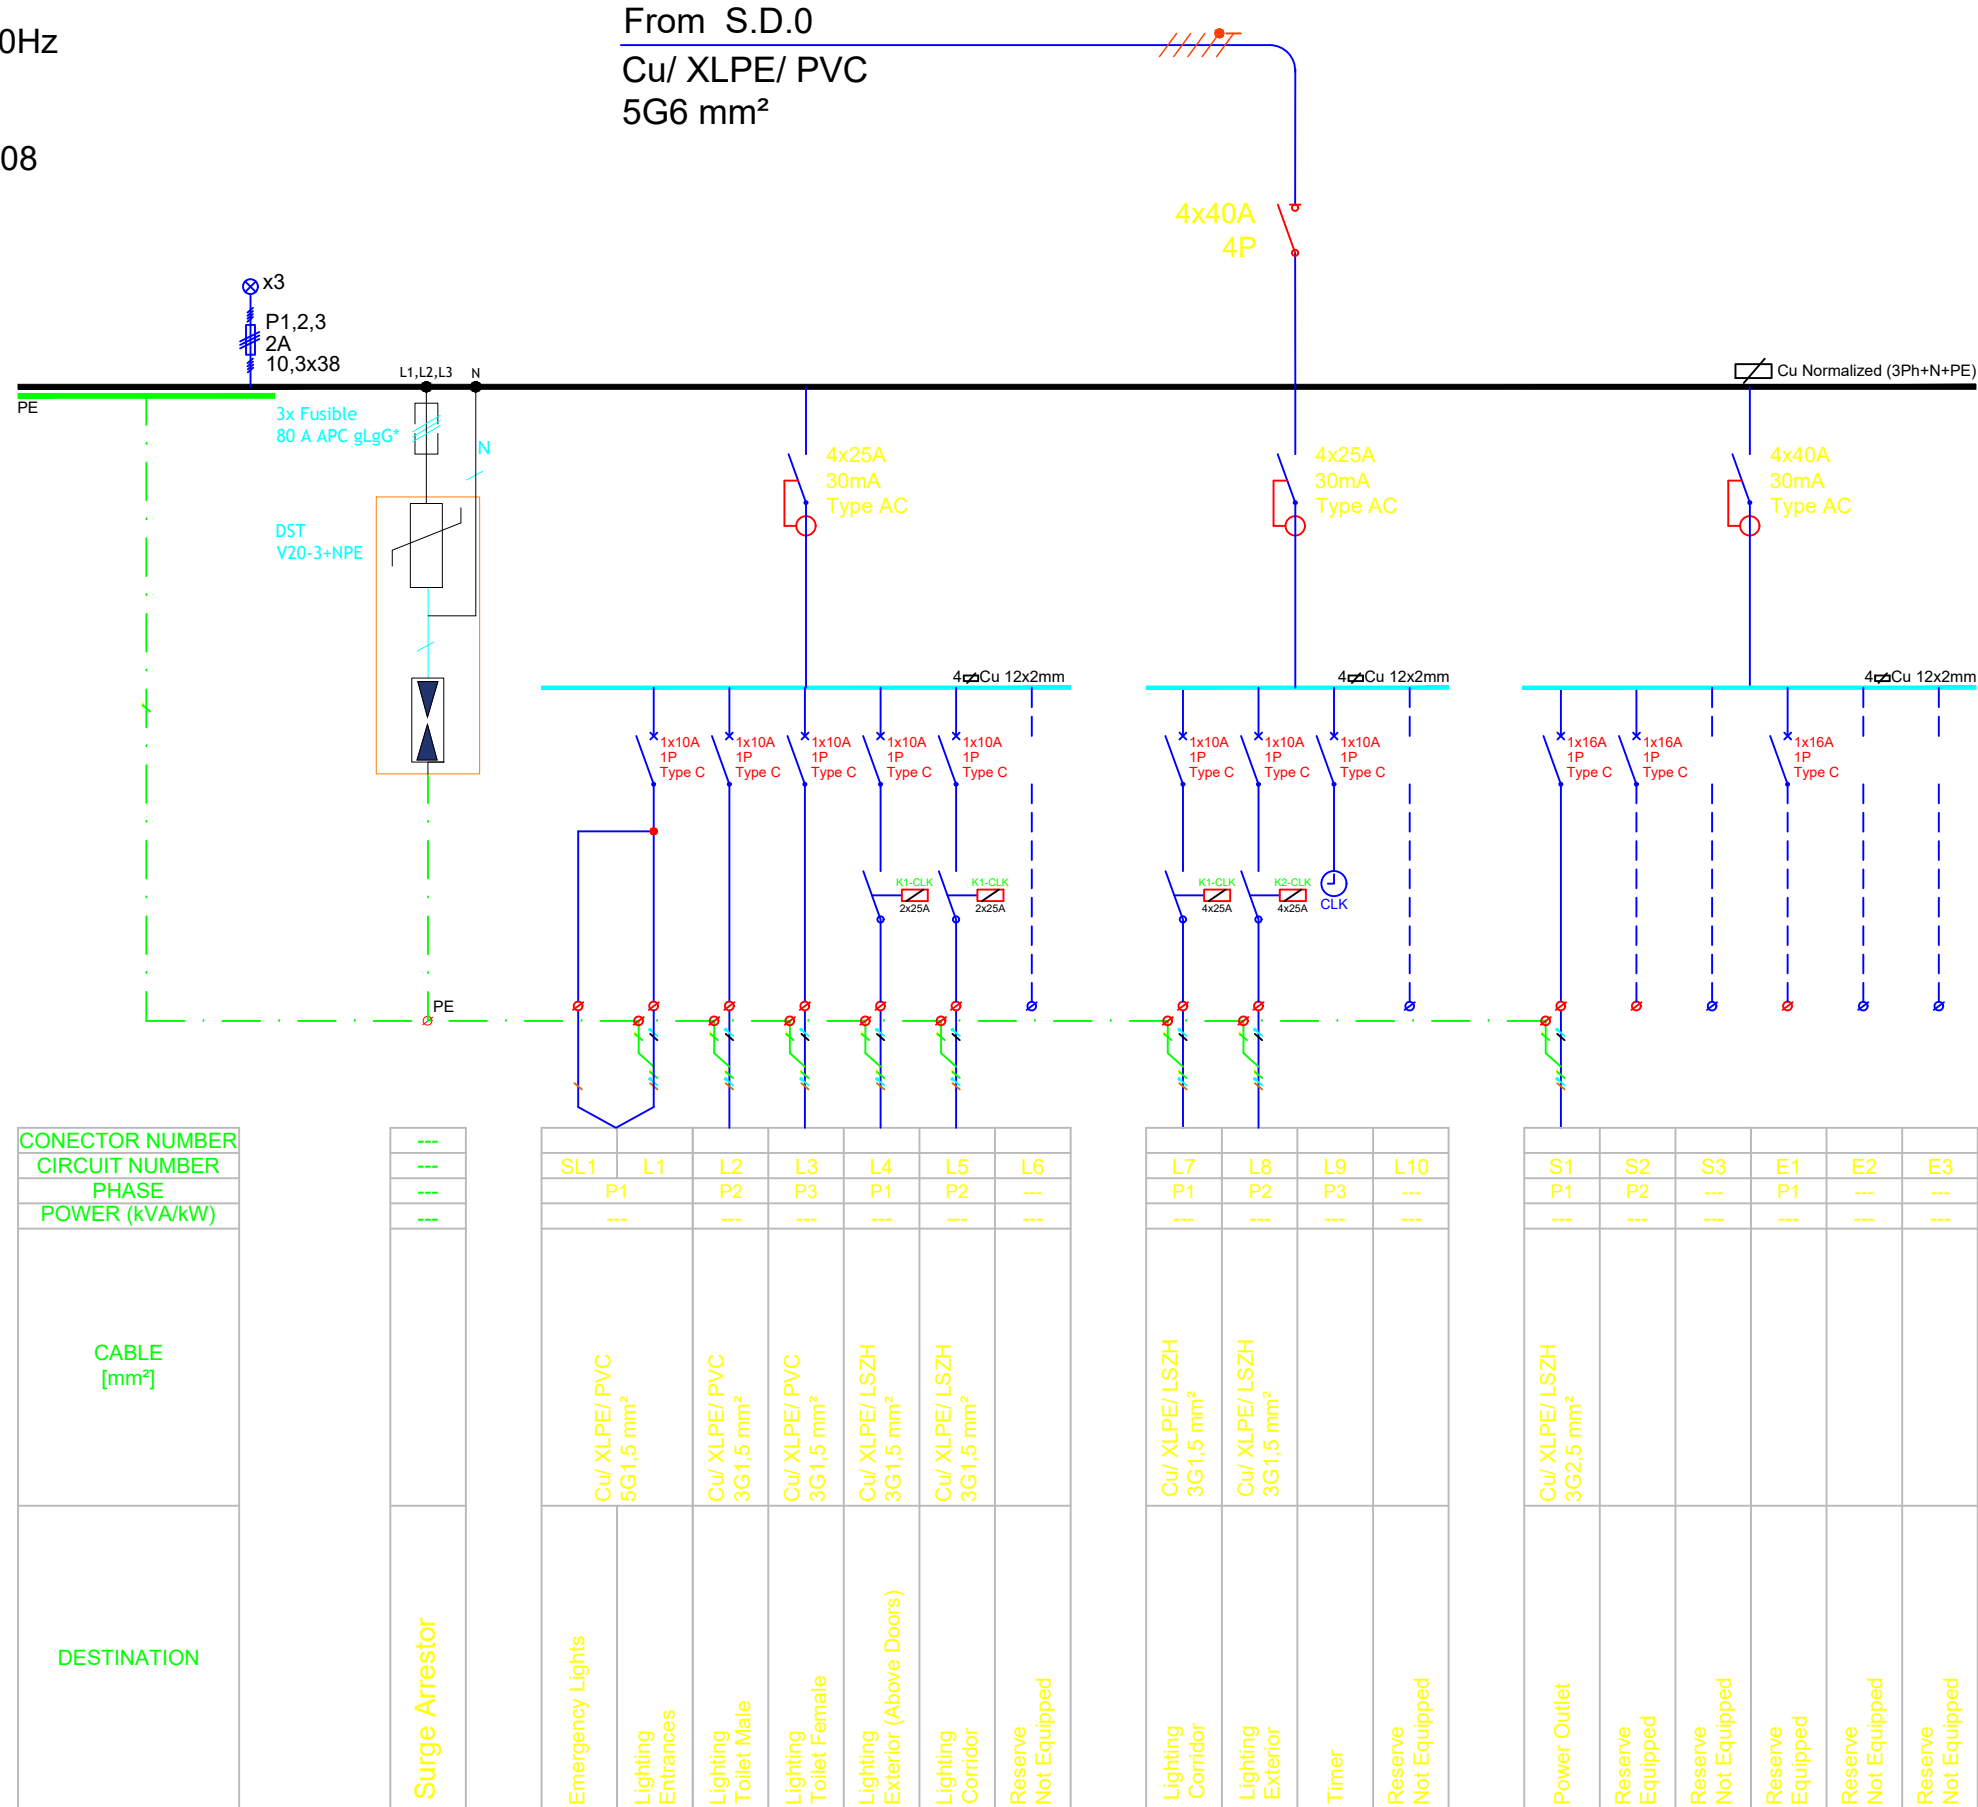 0Hz
08
From S.D.0
Cu/ XLPE/ PVC
5G6 mm²
4x40A
4P
x3
P1,2,3
2A
10,3x38
L1,L2,L3
N
Cu Normalized (3Ph+N+PE)
PE
3x Fusible
80 A APC gLgG*
N
DST
V20-3+NPE
4x25A
30mA
Type AC
4x25A
30mA
Type AC
4x40A
30mA
Type AC
4 Cu 12x2mm
4 Cu 12x2mm
4 Cu 12x2mm
1x10A
1P
Type C
1x10A
1P
Type C
1x10A
1P
Type C
1x10A
1P
Type C
1x10A
1P
Type C
1x10A
1P
Type C
1x10A
1P
Type C
1x10A
1P
Type C
1x16A
1P
Type C
1x16A
1P
Type C
1x16A
1P
Type C
K1-CLK
2x25A
K1-CLK
2x25A
K1-CLK
4x25A
K2-CLK
4x25A
CLK
PE
CONECTOR NUMBER ---
CIRCUIT NUMBER --- SL1 L1 L2 L3 L4 L5 L6 L7 L8 L9 L10 S1 S2 S3 E1 E2 E3
PHASE --- P1 P2 P3 P1 P2 --- P1 P2 P3 --- P1 P2 --- P1 --- ---
POWER (kVA/kW) --- --- --- --- --- --- --- --- --- --- --- --- --- --- --- --- ---
CABLE
[mm²]
Cu/ XLPE/ PVC
5G1,5 mm²
Cu/ XLPE/ PVC
3G1,5 mm²
Cu/ XLPE/ PVC
3G1,5 mm²
Cu/ XLPE/ LSZH
3G1,5 mm²
Cu/ XLPE/ LSZH
3G1,5 mm²
Cu/ XLPE/ LSZH
3G1,5 mm²
Cu/ XLPE/ LSZH
3G1,5 mm²
Cu/ XLPE/ LSZH
3G2,5 mm²
DESTINATION
Surge Arrestor
Emergency Lights
Lighting
Entrances
Lighting
Toilet Male
Lighting
Toilet Female
Lighting
Exterior (Above Doors)
Lighting
Corridor
Reserve
Not Equipped
Lighting
Corridor
Lighting
Exterior
Timer
Reserve
Not Equipped
Power Outlet
Reserve
Equipped
Reserve
Not Equipped
Reserve
Equipped
Reserve
Not Equipped
Reserve
Not Equipped